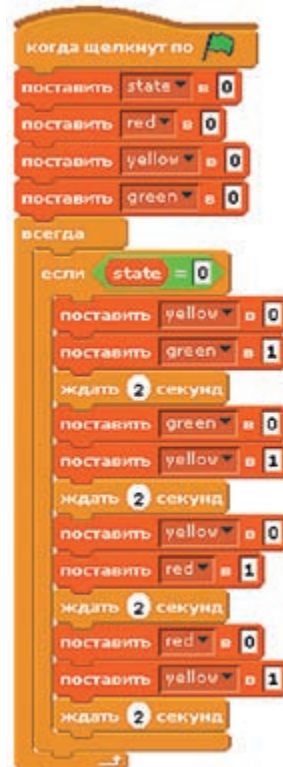 когда щелкнут по
поставить state в 0
поставить red в 0
поставить yellow в 0
поставить green в 0
всегда
если state = 0
поставить yellow в 0
поставить green в 1
ждать 2 секунд
поставить green в 0
поставить yellow в 1
ждать 2 секунд
поставить yellow в 0
поставить red в 1
ждать 2 секунд
поставить red в 0
поставить yellow в 1
ждать 2 секунд